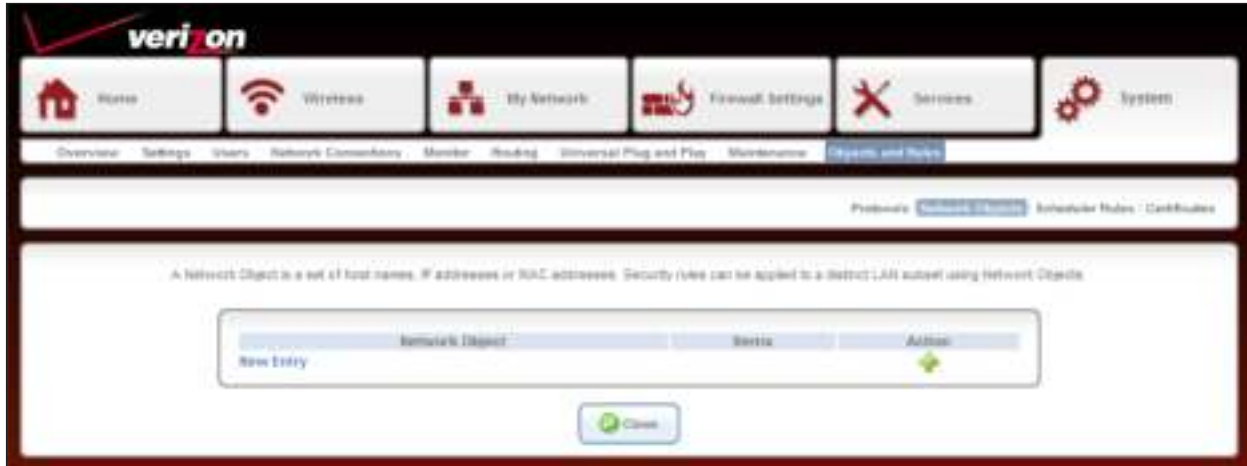 verizon
Home
Wireless
My Network
Firewall Settings
Services
System
Overview Settings Users Network Connections Monitor Routing Universal Plug and Play Maintenance Objects and Rules
Protocols Network Objects Scheduler Rules Certificates
A Network Object is a set of host names, IP addresses or MAC addresses. Security rules can be applied to a distinct LAN subset using Network Objects.
Network Object Items Action
New Entry
Close